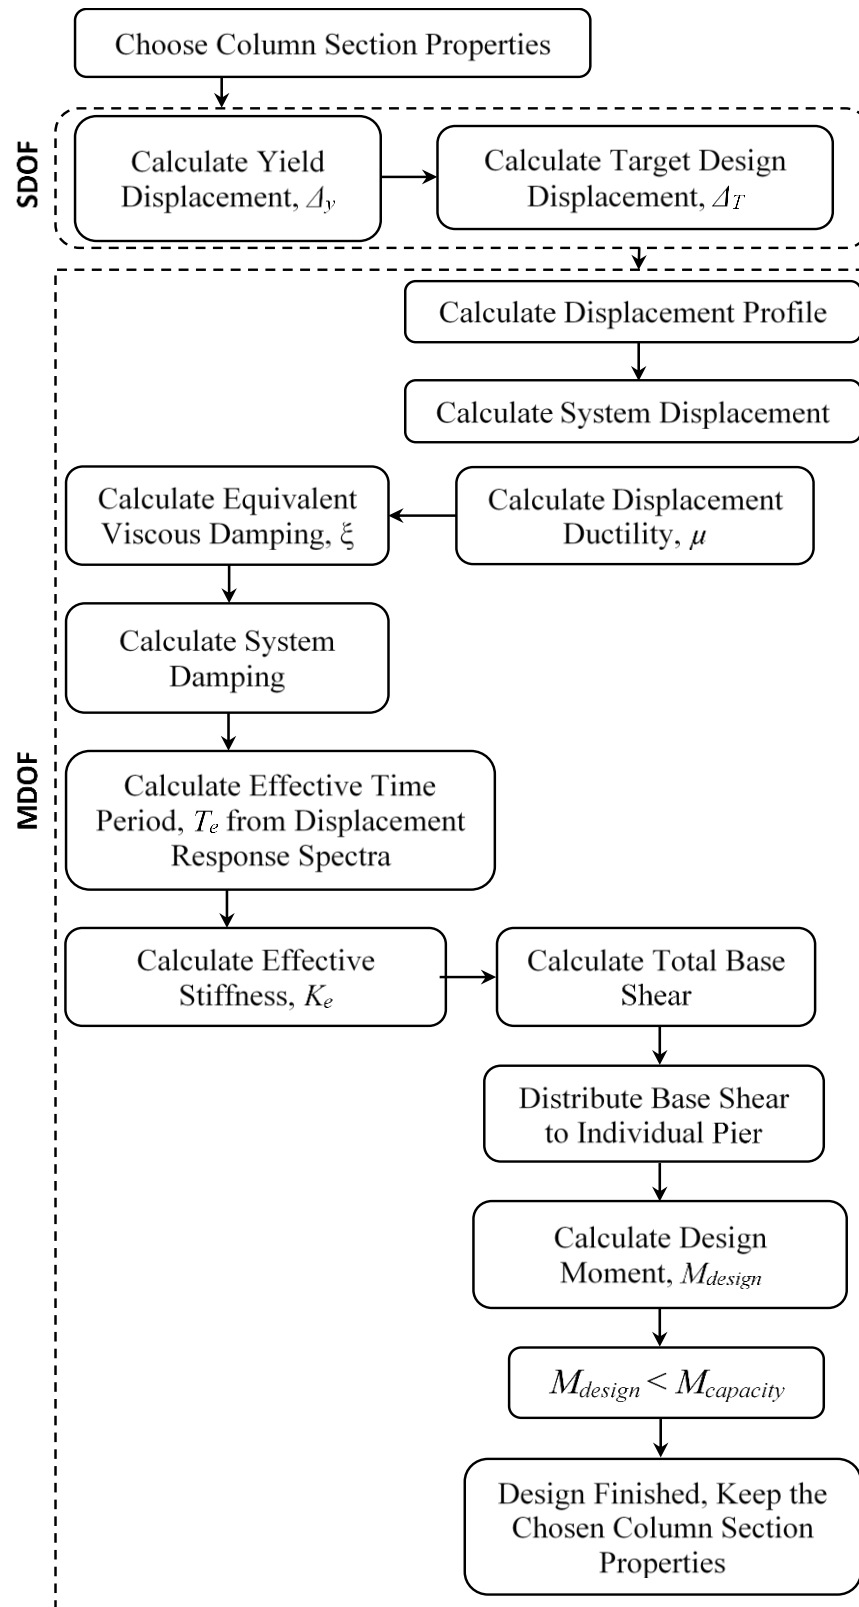 Choose Column Section Properties
SDOF
Calculate Yield
Displacement, Δy
Calculate Target Design
Displacement, ΔT
MDOF
Calculate Displacement Profile
Calculate System Displacement
Calculate Displacement
Ductility, μ
Calculate Equivalent
Viscous Damping, ξ
Calculate System
Damping
Calculate Effective Time
Period, Te from Displacement
Response Spectra
Calculate Effective
Stiffness, Ke
Calculate Total Base
Shear
Distribute Base Shear
to Individual Pier
Calculate Design
Moment, Mdesign
Mdesign < Mcapacity
Design Finished, Keep the
Chosen Column Section
Properties